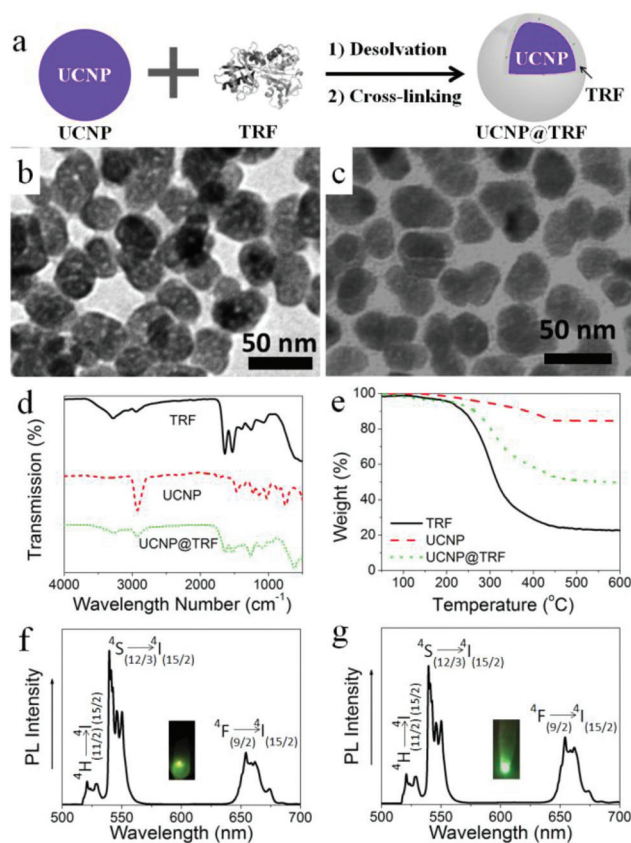 a
UCNP
UCNP
TRF
1) Desolvation
2) Cross-linking
UCNP
TRF
UCNP@TRF
b
50 nm
c
50 nm
d
TRF
UCNP
UCNP@TRF
Transmission (%)
4000 3000 2000 1000
Wavelength Number (cm⁻¹)
e
100
80
60
40
20
0
Weight (%)
TRF
UCNP
UCNP@TRF
100 200 300 400 500 600
Temperature (°C)
f
PL Intensity
⁴H(11/2)→⁴I(15/2)
⁴S(12/3)→⁴I(15/2)
⁴F(9/2)→⁴I(15/2)
500 550 600 650 700
Wavelength (nm)
g
PL Intensity
⁴H(11/2)→⁴I(15/2)
⁴S(12/3)→⁴I(15/2)
⁴F(9/2)→⁴I(15/2)
500 550 600 650 700
Wavelength (nm)